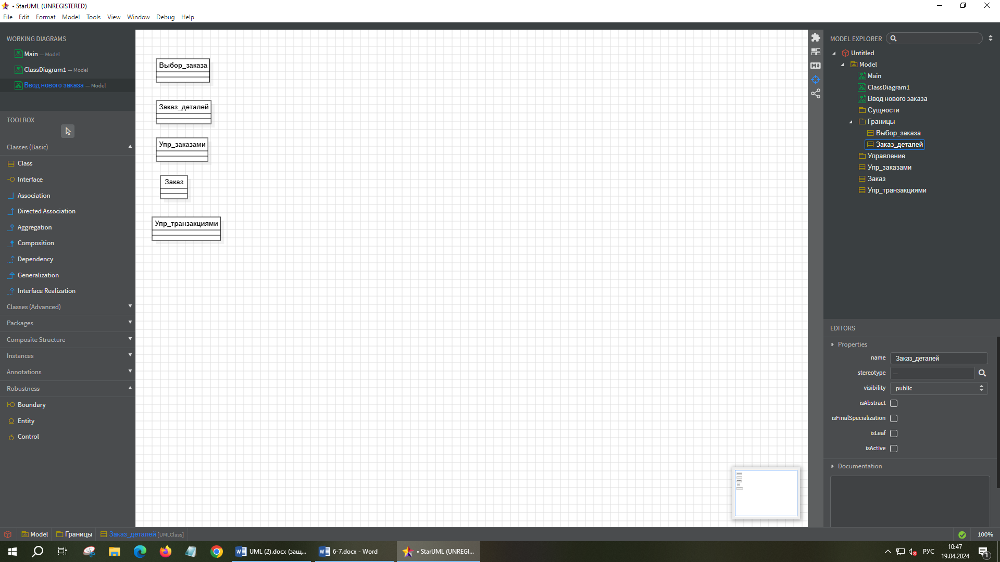 • StarUML (UNREGISTERED)
File Edit Format Model Tools View Window Debug Help
WORKING DIAGRAMS
Main — Model
ClassDiagram1 — Model
Ввод нового заказа — Model
TOOLBOX
Classes (Basic)
Class
Interface
Association
Directed Association
Aggregation
Composition
Dependency
Generalization
Interface Realization
Classes (Advanced)
Packages
Composite Structure
Instances
Annotations
Robustness
Boundary
Entity
Control
Выбор_заказа
Заказ_деталей
Упр_заказами
Заказ
Упр_транзакциями
MODEL EXPLORER
Untitled
Model
Main
ClassDiagram1
Ввод нового заказа
Сущности
Границы
Выбор_заказа
Заказ_деталей
Управление
Упр_заказами
Заказ
Упр_транзакциями
EDITORS
Properties
name Заказ_деталей
stereotype —
visibility public
isAbstract
isFinalSpecialization
isLeaf
isActive
Documentation
Model Границы Заказ_деталей [UMLClass] 100%
UML (2).docx (защ... 6-7.docx - Word • StarUML (UNREGI... РУС 10:47
19.04.2024 1